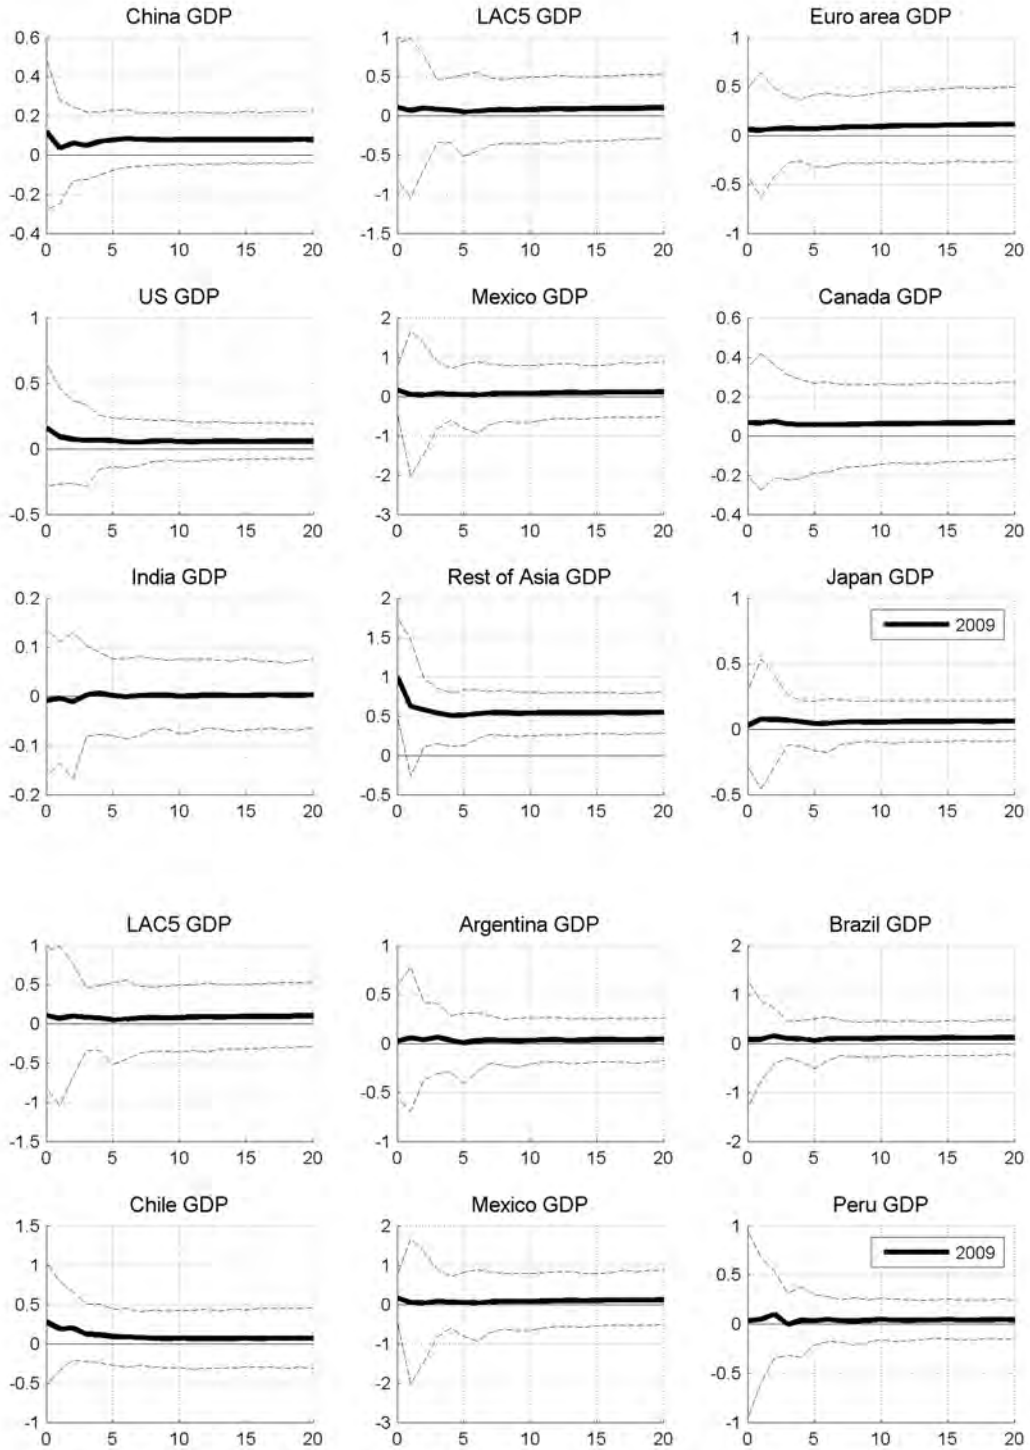 China GDP
0.6
0.4
0.2
0
-0.2
-0.4
0 5 10 15 20
LAC5 GDP
1
0.5
0
-0.5
-1
-1.5
0 5 10 15 20
Euro area GDP
1
0.5
0
-0.5
-1
0 5 10 15 20
US GDP
1
0.5
0
-0.5
0 5 10 15 20
Mexico GDP
2
1
0
-1
-2
-3
0 5 10 15 20
Canada GDP
0.6
0.4
0.2
0
-0.2
-0.4
0 5 10 15 20
India GDP
0.2
0.1
0
-0.1
-0.2
0 5 10 15 20
Rest of Asia GDP
2
1.5
1
0.5
0
-0.5
0 5 10 15 20
Japan GDP
1
2009
0.5
0
-0.5
0 5 10 15 20
LAC5 GDP
1
0.5
0
-0.5
-1
-1.5
0 5 10 15 20
Argentina GDP
1
0.5
0
-0.5
-1
0 5 10 15 20
Brazil GDP
2
1
0
-1
-2
0 5 10 15 20
Chile GDP
1.5
1
0.5
0
-0.5
-1
0 5 10 15 20
Mexico GDP
2
1
0
-1
-2
-3
0 5 10 15 20
Peru GDP
1
2009
0.5
0
-0.5
-1
0 5 10 15 20